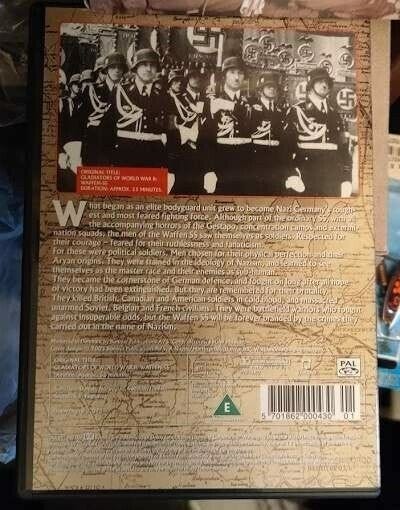 ORIGINAL TITLE:
GLADIATORS OF WORLD WAR II:
WAFFEN-SS
DURATION: APPROX. 53 MINUTES.
What began as an elite bodyguard unit grew to become Nazi Germany's tough-
est and most feared fighting force. Although part of the ordinary SS, with
the accompanying horrors of the Gestapo, concentration camps and extermi-
nation squads, the men of the Waffen SS saw themselves as soldiers. Respected for
their courage – feared for their ruthlessness and fanaticism.
For these were political soldiers. Men chosen for their physical perfection and their
Aryan origins. They were trained in the ideology of Nazism and learned to see
themselves as the master race and their enemies as sub-human.
They became the cornerstone of German defence and fought on long after all hope
of victory had been extinguished. But they are remembered for their brutality.
They killed British, Canadian and American soldiers in cold blood, and massacred
unarmed Soviet, Belgian and French civilians. They were battlefield warriors who fought
against insuperable odds, but the Waffen SS will be forever branded by the crimes they
carried out in the name of Nazism.
ORIGINAL TITLE:
GLADIATORS OF WORLD WAR II: WAFFEN-SS
PAL
E
5 701862 000430 01